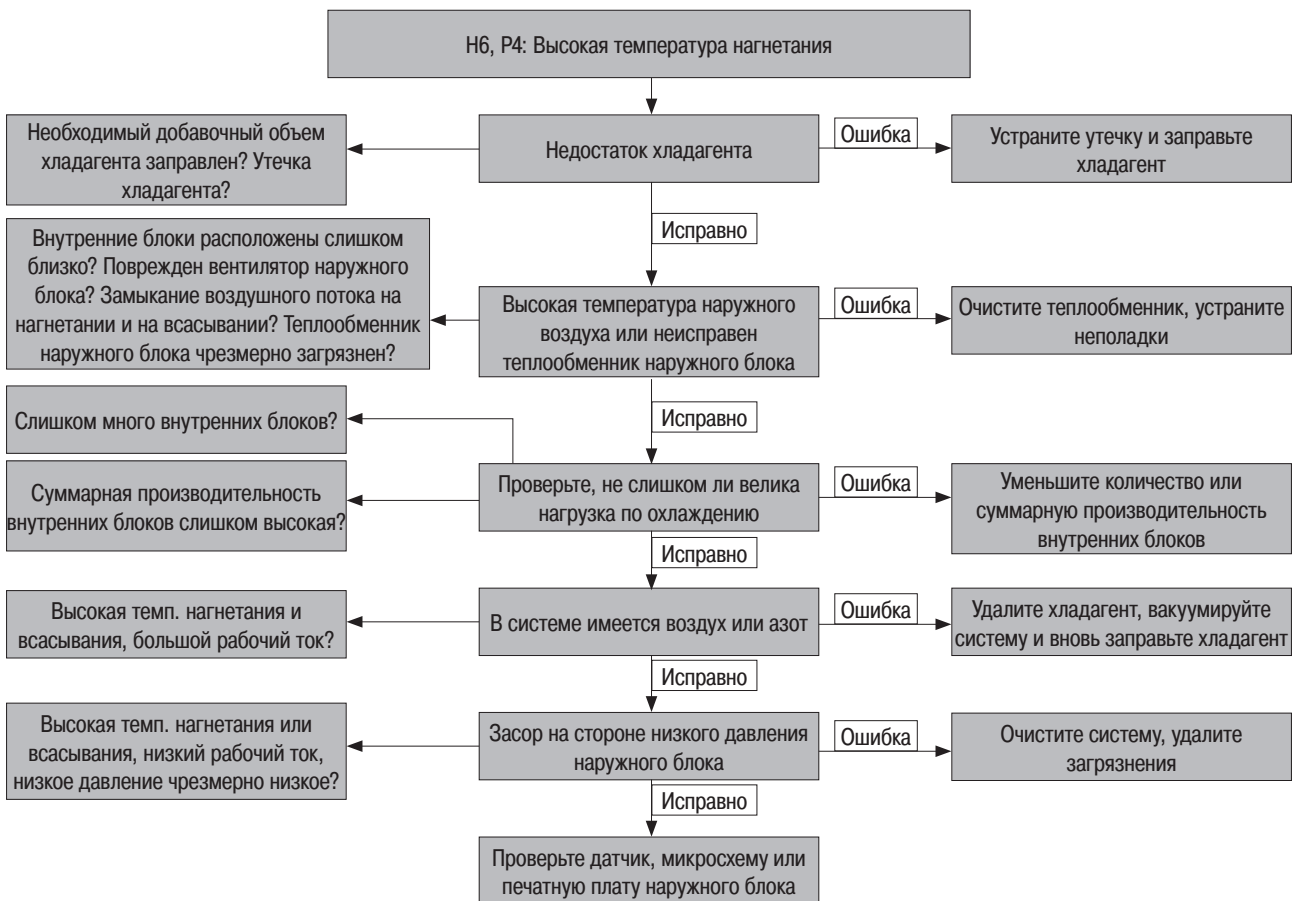 H6, P4: Высокая температура нагнетания
Необходимый добавочный объем
хладагента заправлен? Утечка
хладагента?
Недостаток хладагента
Ошибка
Устраните утечку и заправьте
хладагент
Исправно
Внутренние блоки расположены слишком
близко? Поврежден вентилятор наружного
блока? Замыкание воздушного потока на
нагнетании и на всасывании? Теплообменник
наружного блока чрезмерно загрязнен?
Высокая температура наружного
воздуха или неисправен
теплообменник наружного блока
Ошибка
Очистите теплообменник, устраните
неполадки
Исправно
Слишком много внутренних блоков?
Суммарная производительность
внутренних блоков слишком высокая?
Проверьте, не слишком ли велика
нагрузка по охлаждению
Ошибка
Уменьшите количество или
суммарную производительность
внутренних блоков
Исправно
Высокая темп. нагнетания и
всасывания, большой рабочий ток?
В системе имеется воздух или азот
Ошибка
Удалите хладагент, вакуумируйте
систему и вновь заправьте хладагент
Исправно
Высокая темп. нагнетания или
всасывания, низкий рабочий ток,
низкое давление чрезмерно низкое?
Засор на стороне низкого давления
наружного блока
Ошибка
Очистите систему, удалите
загрязнения
Исправно
Проверьте датчик, микросхему или
печатную плату наружного блока